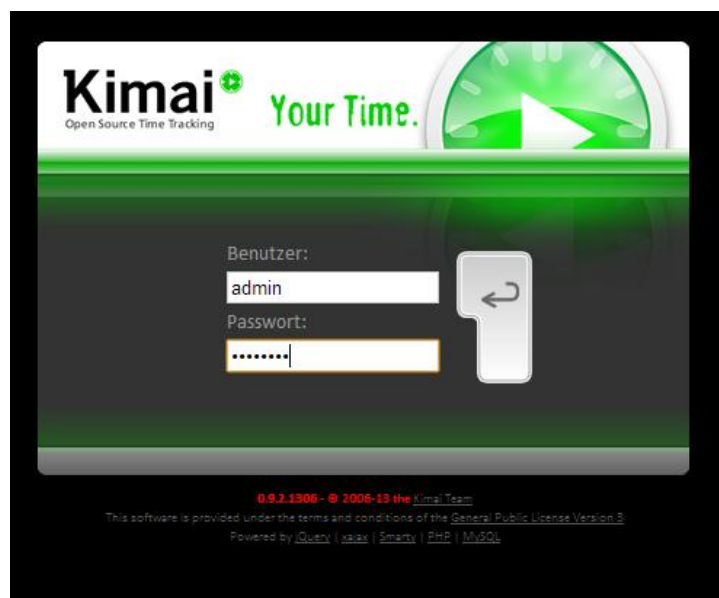 Kimai
Open Source Time Tracking
Your Time.
Benutzer:
admin
Passwort:
••••••••
0.9.2.1306 - © 2006-13 the Kimai Team
This software is provided under the terms and conditions of the General Public License Version 3
Powered by jQuery | xajax | Smarty | PHP | MySQL